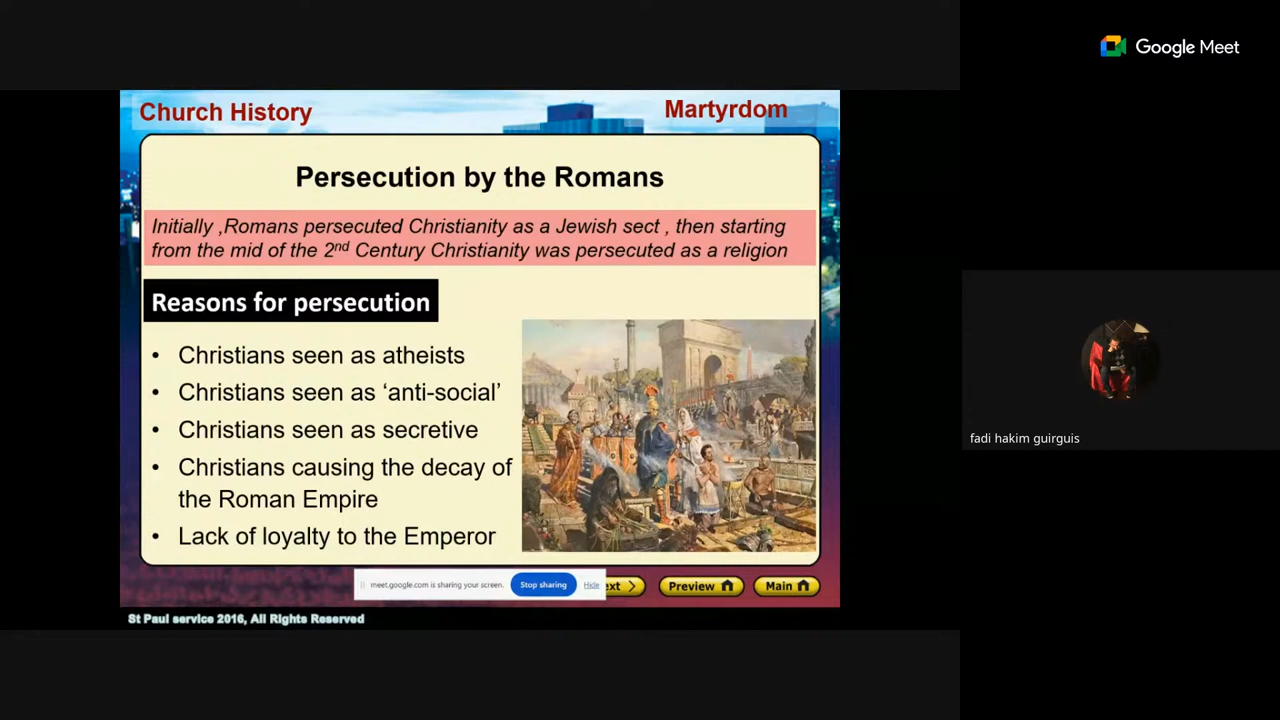 Google Meet
Church History
Martyrdom
Persecution by the Romans
Initially ,Romans persecuted Christianity as a Jewish sect , then starting
from the mid of the 2nd Century Christianity was persecuted as a religion
Reasons for persecution
• Christians seen as atheists
• Christians seen as ‘anti-social’
• Christians seen as secretive
• Christians causing the decay of
the Roman Empire
• Lack of loyalty to the Emperor
meet.google.com is sharing your screen.
Stop sharing
Hide
ext
Preview
Main
St Paul service 2016, All Rights Reserved
fadi hakim guirguis